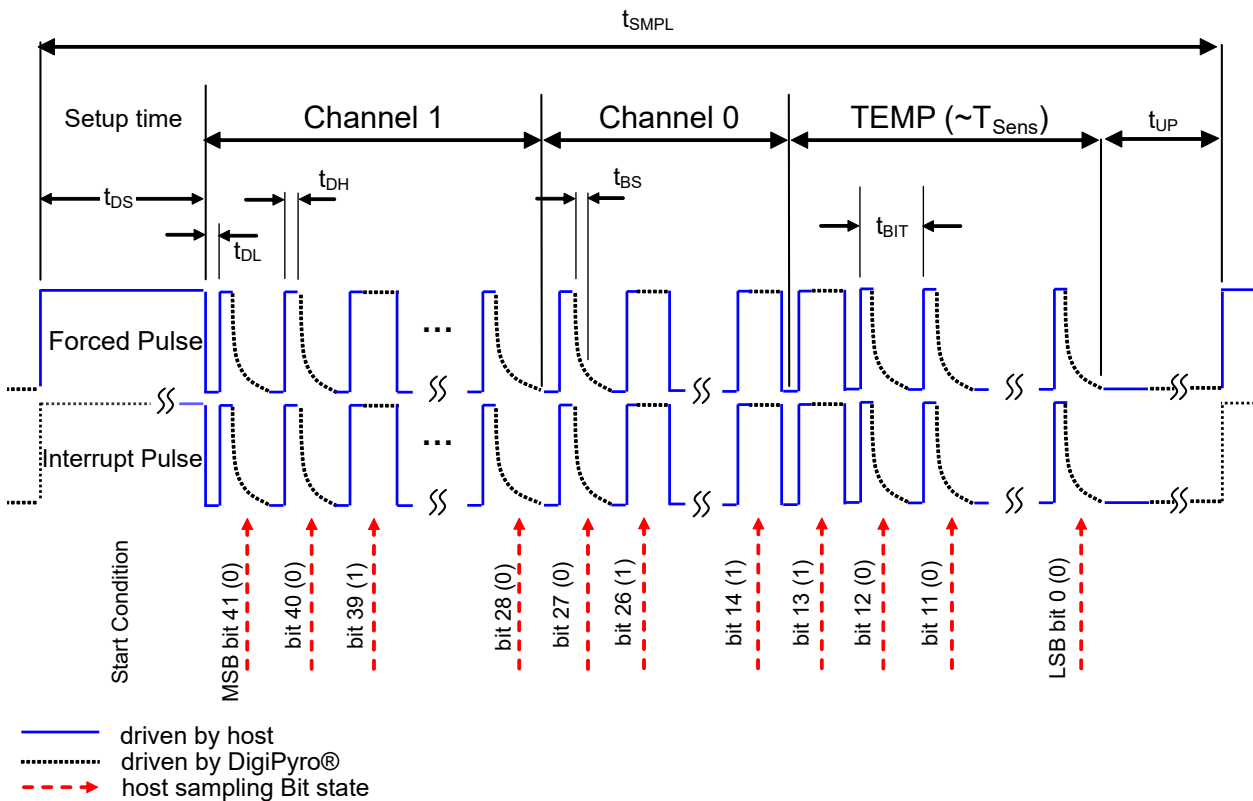 tSMPL
Setup time
Channel 1
Channel 0
TEMP (~TSens)
tUP
tDS
tDH
tDL
tBS
tBIT
Forced Pulse
...
Interrupt Pulse
...
Start Condition
MSB bit 41 (0)
bit 40 (0)
bit 39 (1)
bit 28 (0)
bit 27 (0)
bit 26 (1)
bit 14 (1)
bit 13 (1)
bit 12 (0)
bit 11 (0)
LSB bit 0 (0)
driven by host
driven by DigiPyro®
host sampling Bit state